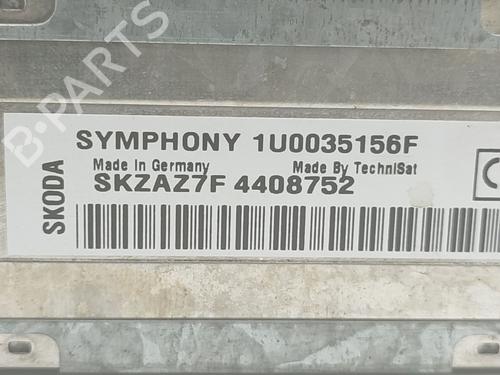 B-PARTS
SKODA
SYMPHONY 1U0035156F
Made In Germany Made By TechniSat
SKZAZ7F 4408752